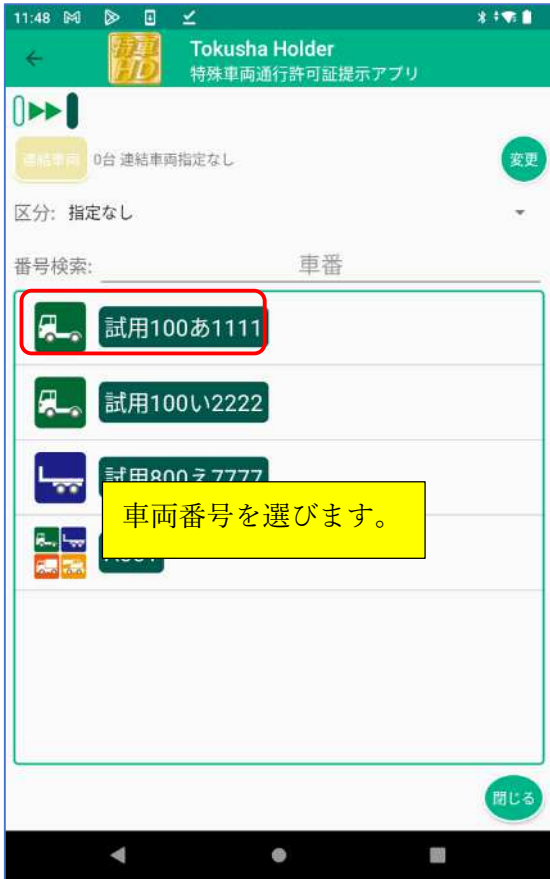 11:48
特車
HD
Tokusha Holder
特殊車両通行許可証提示アプリ
連結車両
0台 連結車両指定なし
変更
区分: 指定なし
番号検索:
車番
試用100あ1111
試用100い2222
試用800え7777
車両番号を選びます。
閉じる